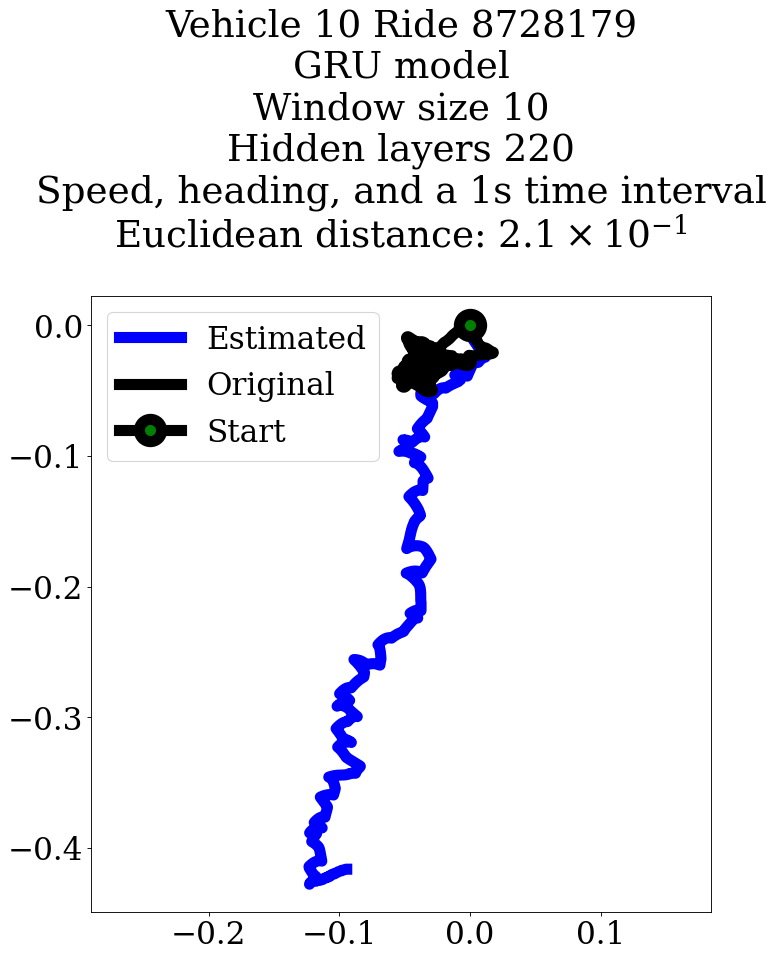 Vehicle 10 Ride 8728179
GRU model
Window size 10
Hidden layers 220
Speed, heading, and a 1s time interval
Euclidean distance: 2.1 × 10⁻¹
Estimated
Original
Start
0.0
−0.1
−0.2
−0.3
−0.4
−0.2 −0.1 0.0 0.1